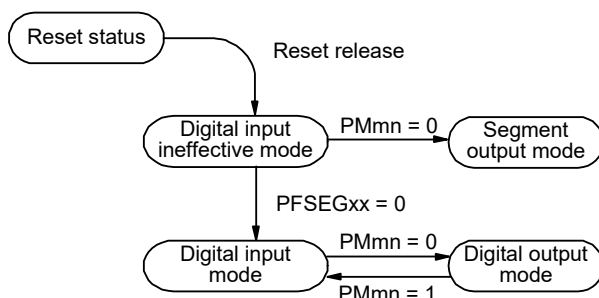 Reset status
Reset release
Digital input
ineffective mode
PMmn = 0
Segment
output mode
PFSEGxx = 0
Digital input
mode
PMmn = 0
Digital output
mode
PMmn = 1